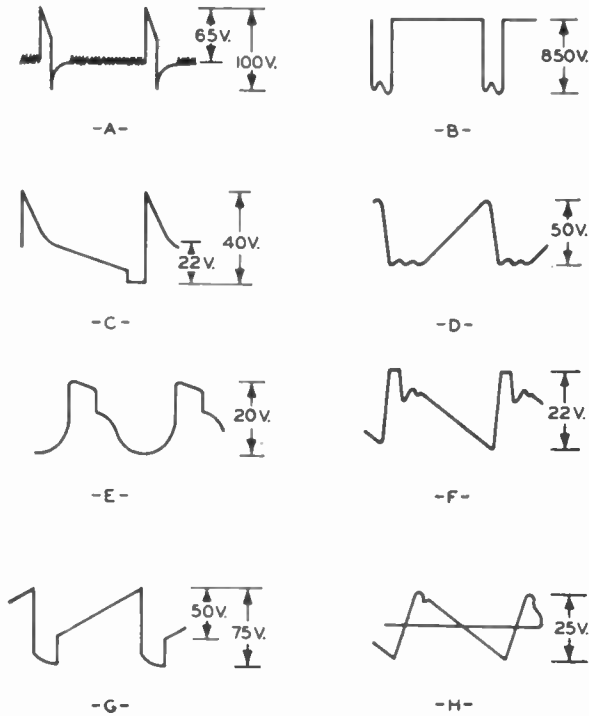 65V.
100V.
-A-
850V.
-B-
40V.
22V.
-C-
50V.
-D-
20V.
-E-
22V.
-F-
50V.
75V.
-G-
25V.
-H-